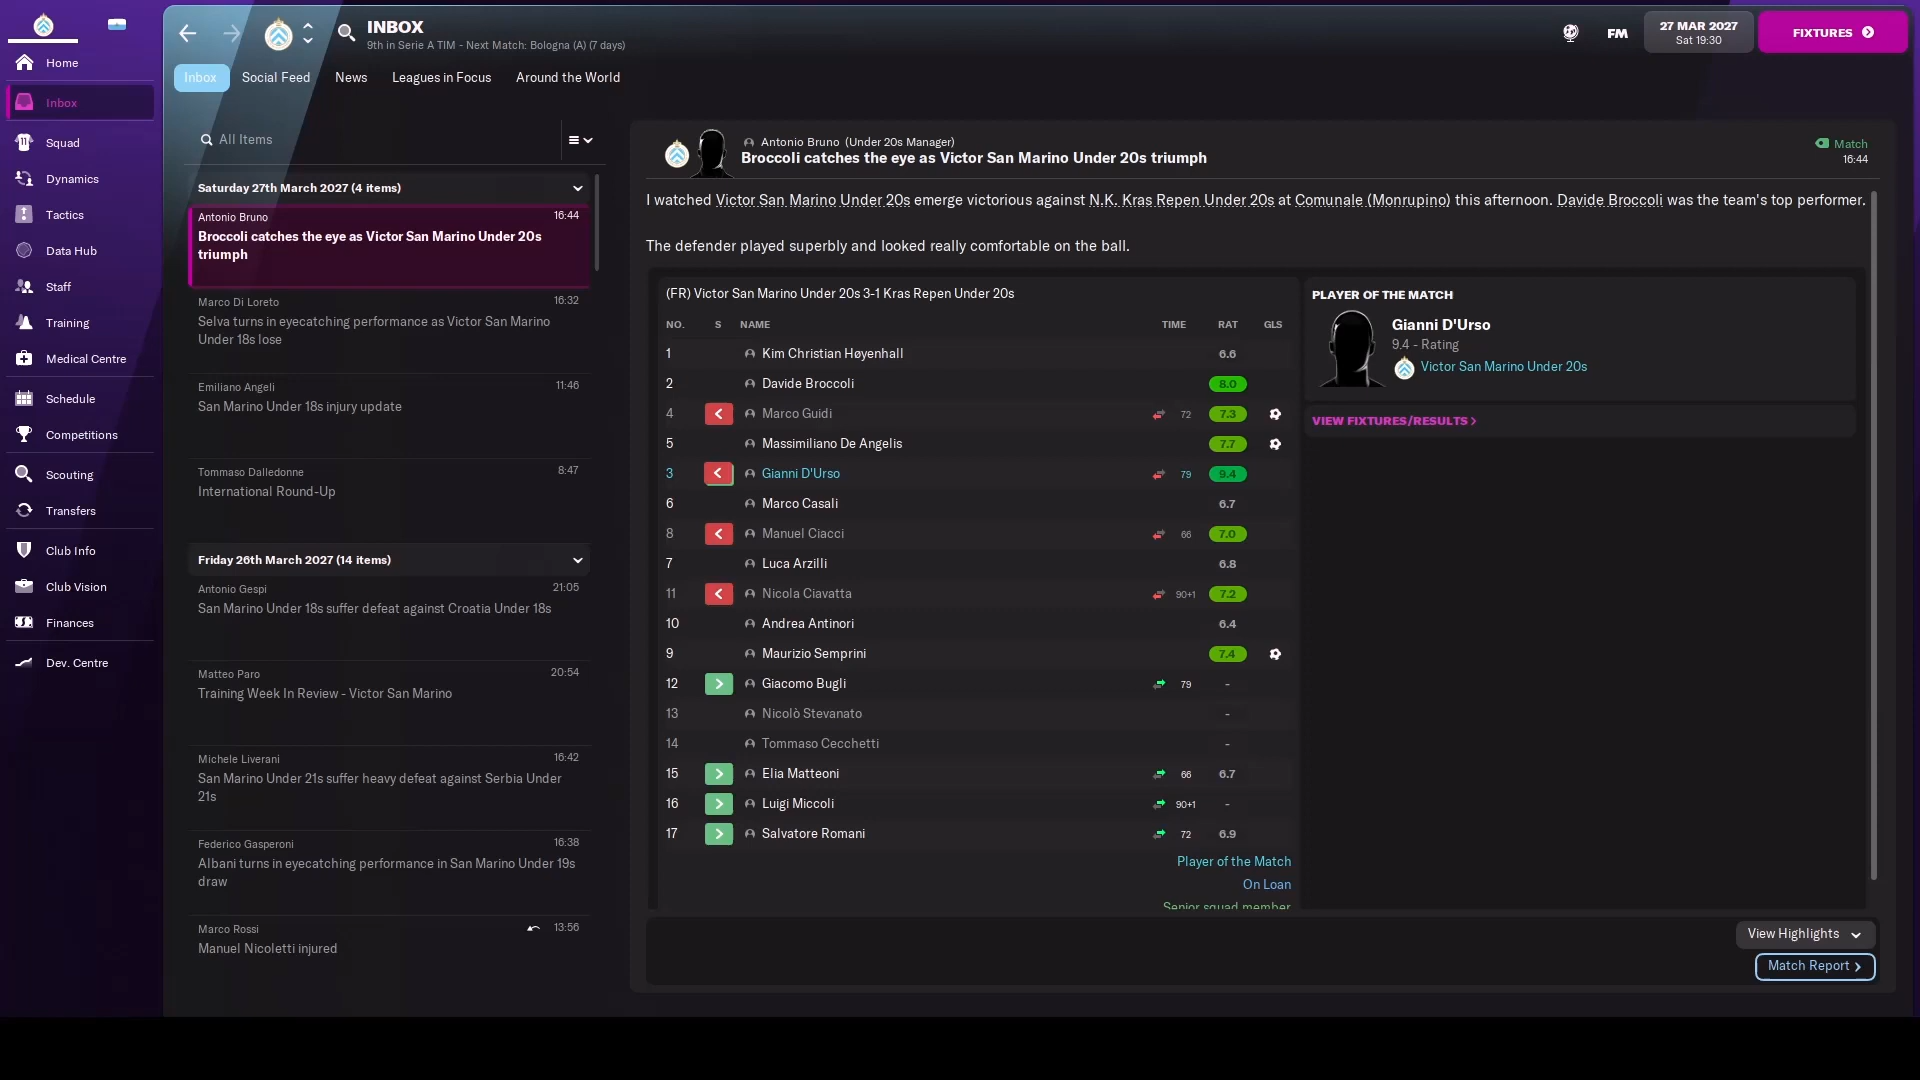 Home
Inbox
Squad
Dynamics
Tactics
Data Hub
Staff
Training
Medical Centre
Schedule
Competitions
Scouting
Transfers
Club Info
Club Vision
Finances
Dev. Centre
INBOX
9th in Serie A TIM - Next Match: Bologna (A) (7 days)
FM
27 MAR 2027
Sat 19:30
FIXTURES
Inbox Social Feed News Leagues in Focus Around the World
All Items
Saturday 27th March 2027 (4 items)
Antonio Bruno 16:44
Broccoli catches the eye as Victor San Marino Under 20s
triumph
Marco Di Loreto 16:32
Selva turns in eyecatching performance as Victor San Marino
Under 18s lose
Emiliano Angeli 11:46
San Marino Under 18s injury update
Tommaso Dalledonne 8:47
International Round-Up
Friday 26th March 2027 (14 items)
Antonio Gespi 21:05
San Marino Under 18s suffer defeat against Croatia Under 18s
Matteo Paro 20:54
Training Week In Review - Victor San Marino
Michele Liverani 16:42
San Marino Under 21s suffer heavy defeat against Serbia Under
21s
Federico Gasperoni 16:38
Albani turns in eyecatching performance in San Marino Under 19s
draw
Marco Rossi 13:56
Manuel Nicoletti injured
Antonio Bruno (Under 20s Manager)
Broccoli catches the eye as Victor San Marino Under 20s triumph
Match
16:44
I watched Victor San Marino Under 20s emerge victorious against N.K. Kras Repen Under 20s at Comunale (Monrupino) this afternoon. Davide Broccoli was the team's top performer.
The defender played superbly and looked really comfortable on the ball.
(FR) Victor San Marino Under 20s 3-1 Kras Repen Under 20s
NO. S NAME TIME RAT GLS
1 Kim Christian Høyenhall 6.6
2 Davide Broccoli 8.0
4 Marco Guidi 72 7.3
5 Massimiliano De Angelis 7.7
3 Gianni D'Urso 79 9.4
6 Marco Casali 6.7
8 Manuel Ciacci 66 7.0
7 Luca Arzilli 6.8
11 Nicola Ciavatta 90+1 7.2
10 Andrea Antinori 6.4
9 Maurizio Semprini 7.4
12 Giacomo Bugli 79 -
13 Nicolò Stevanato -
14 Tommaso Cecchetti -
15 Elia Matteoni 66 6.7
16 Luigi Miccoli 90+1 -
17 Salvatore Romani 72 6.9
Player of the Match
On Loan
Senior squad member
PLAYER OF THE MATCH
Gianni D'Urso
9.4 - Rating
Victor San Marino Under 20s
VIEW FIXTURES/RESULTS >
View Highlights
Match Report >